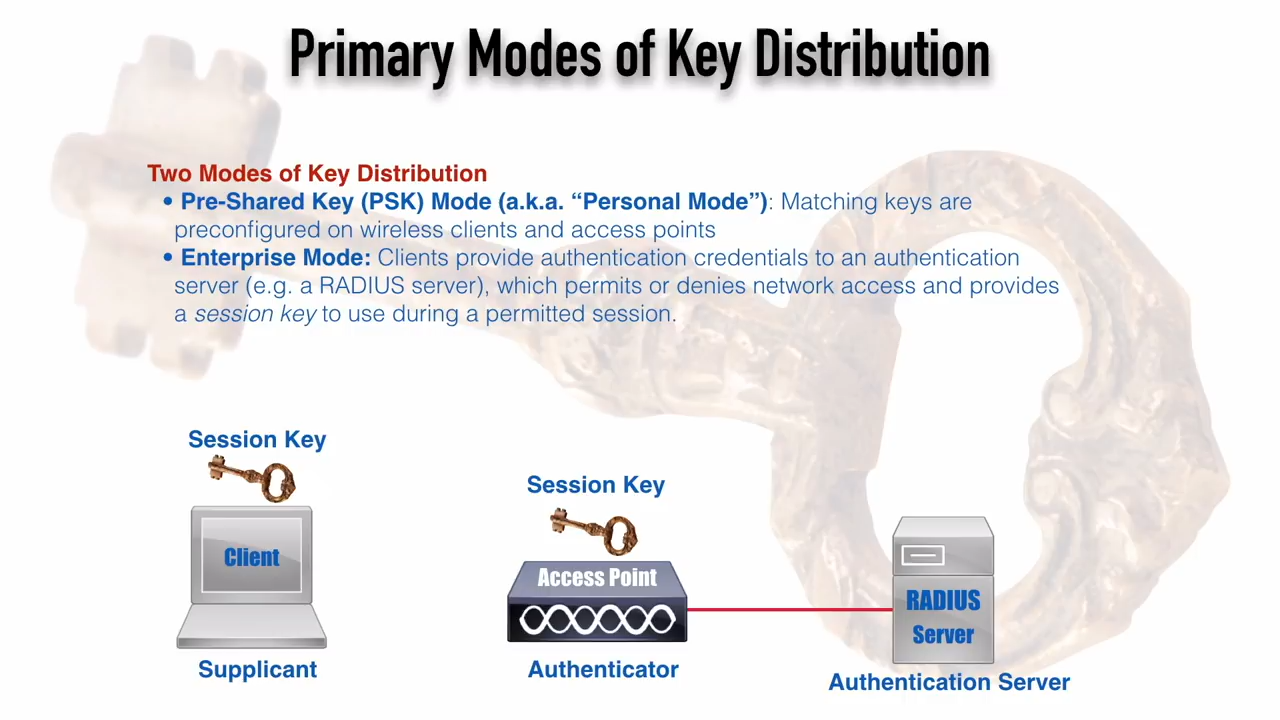 Primary Modes of Key Distribution
Two Modes of Key Distribution
• Pre-Shared Key (PSK) Mode (a.k.a. “Personal Mode”): Matching keys are
preconfigured on wireless clients and access points
• Enterprise Mode: Clients provide authentication credentials to an authentication
server (e.g. a RADIUS server), which permits or denies network access and provides
a session key to use during a permitted session.
Session Key
Client
Supplicant
Session Key
Access Point
Authenticator
RADIUS
Server
Authentication Server